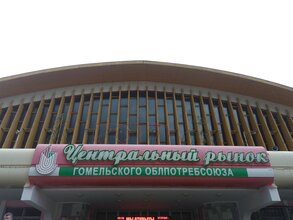 Центральный рынок
ГОМЕЛЬСКОГО ОБЛПОТРЕБСОЮЗА